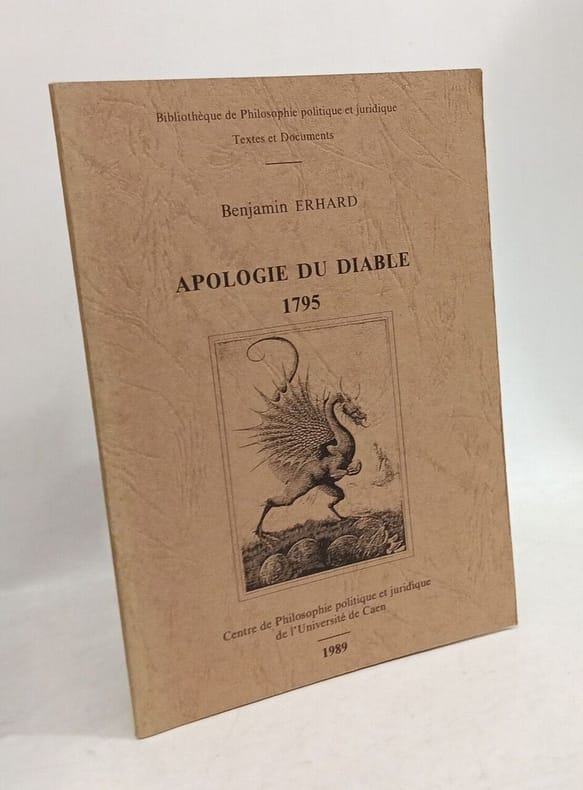 Bibliothèque de Philosophie politique et juridique
Textes et Documents
Benjamin ERHARD
APOLOGIE DU DIABLE
1795
Centre de Philosophie politique et juridique
de l'Université de Caen
1989